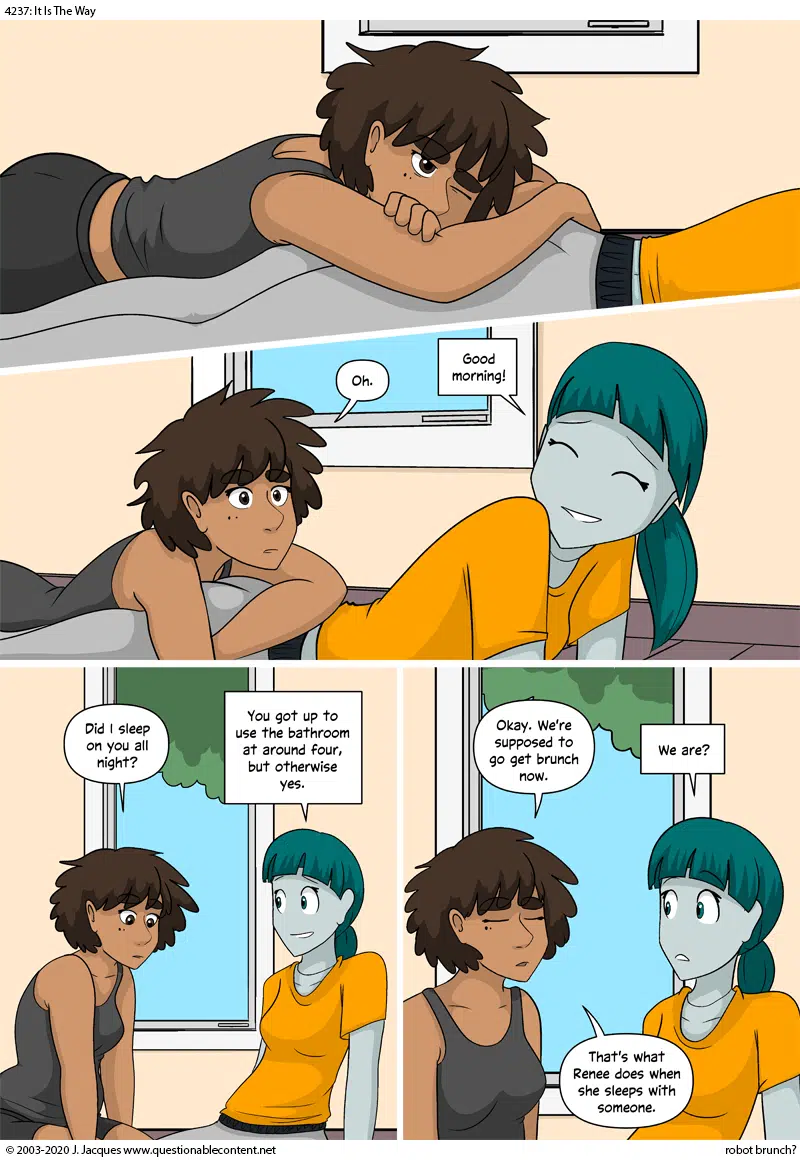 4237: It Is The Way
Oh.
Good
morning!
Did I sleep
on you all
night?
You got up to
use the bathroom
at around four,
but otherwise
yes.
Okay. We're
supposed to
go get brunch
now.
We are?
That's what
Renee does when
she sleeps with
someone.
© 2003-2020 J. Jacques www.questionablecontent.net
robot brunch?